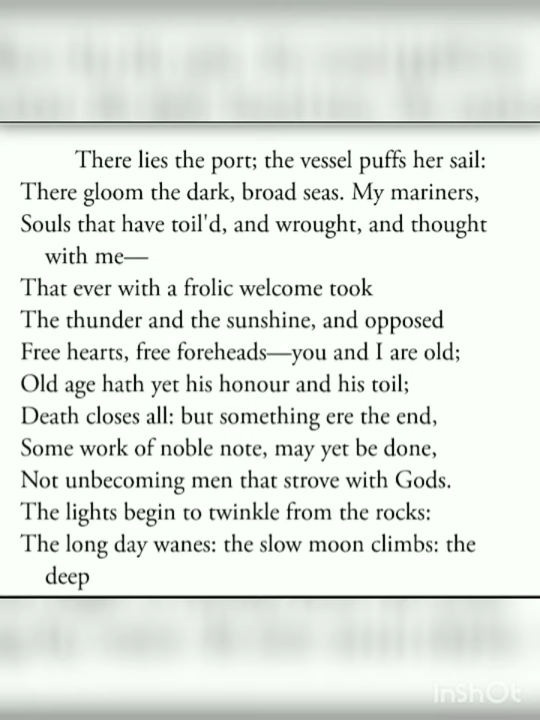 There lies the port; the vessel puffs her sail:
There gloom the dark, broad seas. My mariners,
Souls that have toil'd, and wrought, and thought
with me—
That ever with a frolic welcome took
The thunder and the sunshine, and opposed
Free hearts, free foreheads—you and I are old;
Old age hath yet his honour and his toil;
Death closes all: but something ere the end,
Some work of noble note, may yet be done,
Not unbecoming men that strove with Gods.
The lights begin to twinkle from the rocks:
The long day wanes: the slow moon climbs: the
deep
InShOt